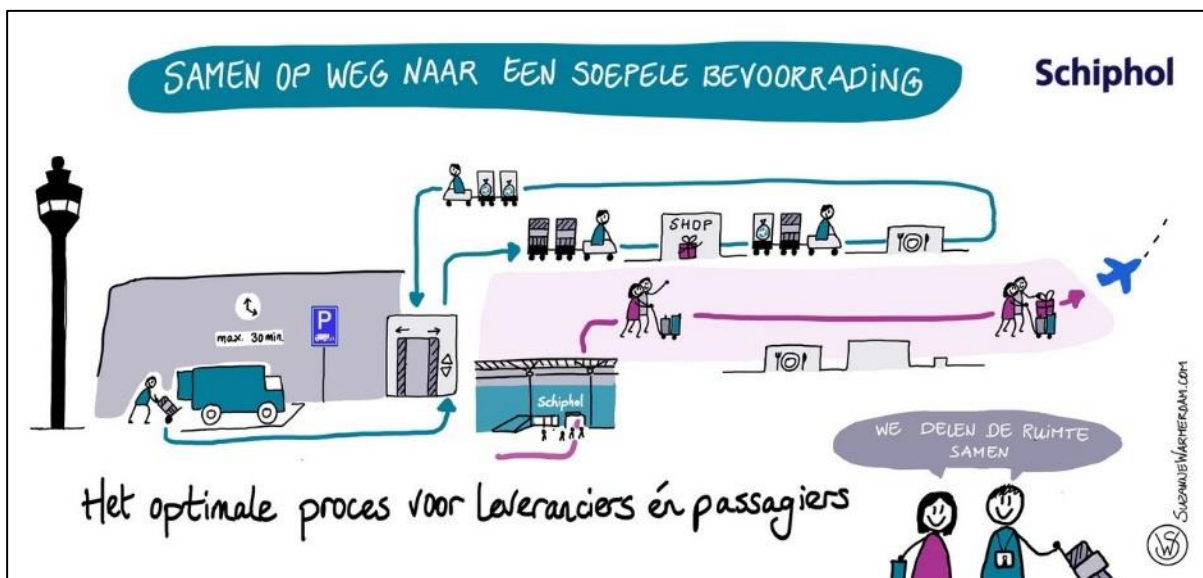 SAMEN OP WEG NAAR EEN SOEPELE BEVOORRADING
Schiphol
SHOP
max. 30 min.
P
Schiphol
WE DELEN DE RUIMTE
SAMEN
Het optimale proces voor leveranciers én passagiers
SUZANNEWARMERDAM.COM
SW